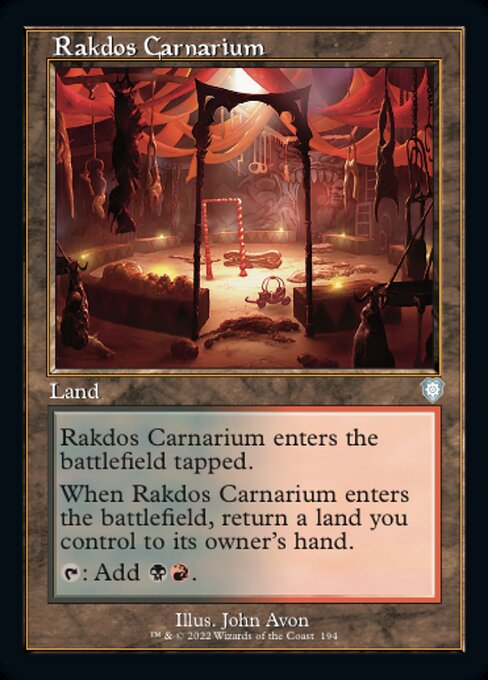 Rakdos Carnarium
Land
Rakdos Carnarium enters the
battlefield tapped.
When Rakdos Carnarium enters
the battlefield, return a land you
control to its owner's hand.
: Add .
Illus. John Avon
™ & © 2022 Wizards of the Coast 194